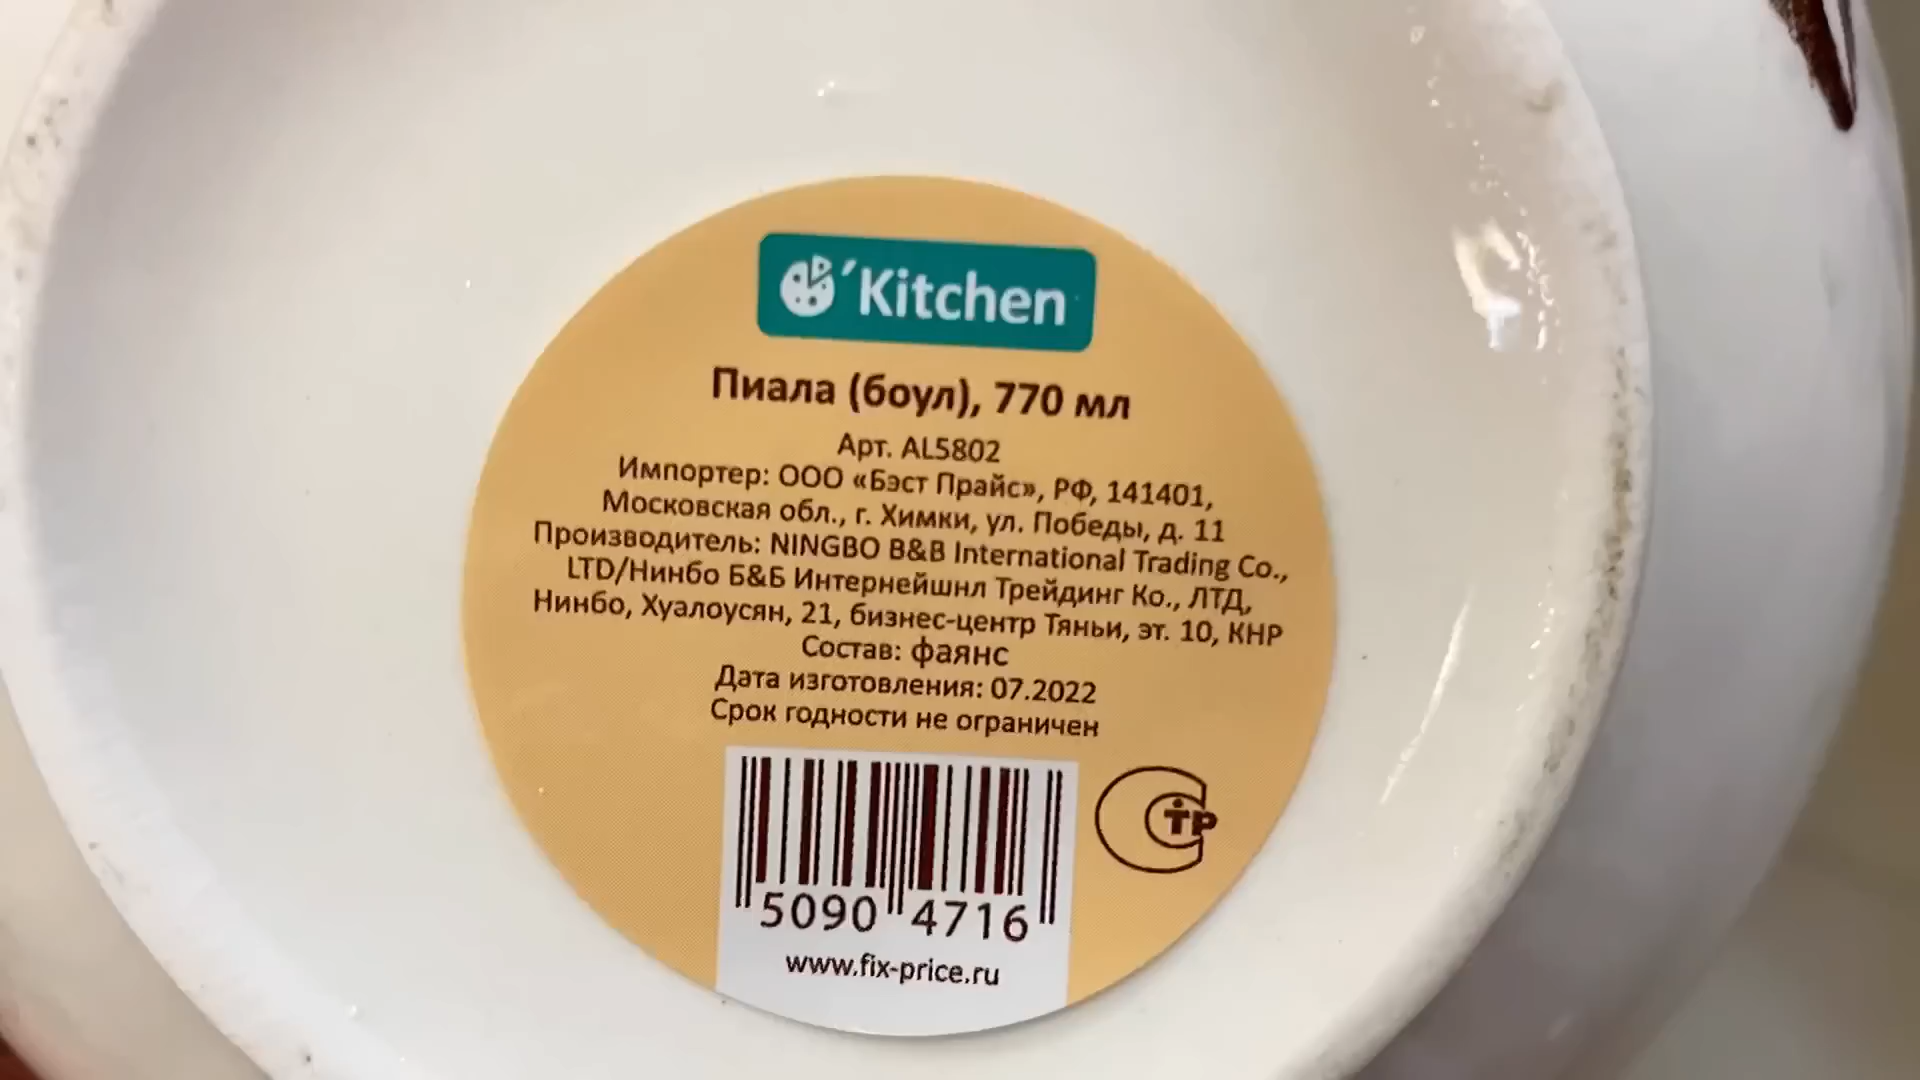 'Kitchen
Пиала (боул), 770 мл
Арт. AL5802
Импортер: ООО «Бэст Прайс», РФ, 141401,
Московская обл., г. Химки, ул. Победы, д. 11
Производитель: NINGBO B&B International Trading Co.,
LTD/Нинбо Б&Б Интернейшнл Трейдинг Ко., ЛТД,
Нинбо, Хуалоусян, 21, бизнес-центр Тяньи, эт. 10, КНР
Состав: фаянс
Дата изготовления: 07.2022
Срок годности не ограничен
СТР
5090 4716
www.fix-price.ru